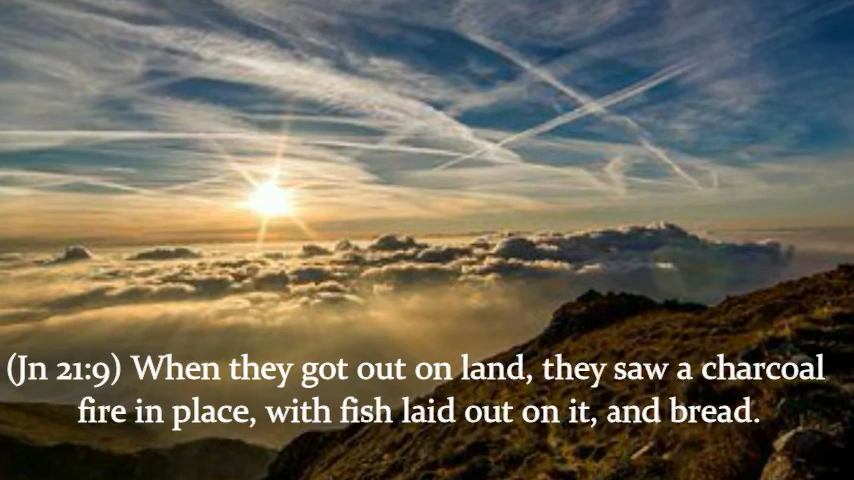 (Jn 21:9) When they got out on land, they saw a charcoal
fire in place, with fish laid out on it, and bread.